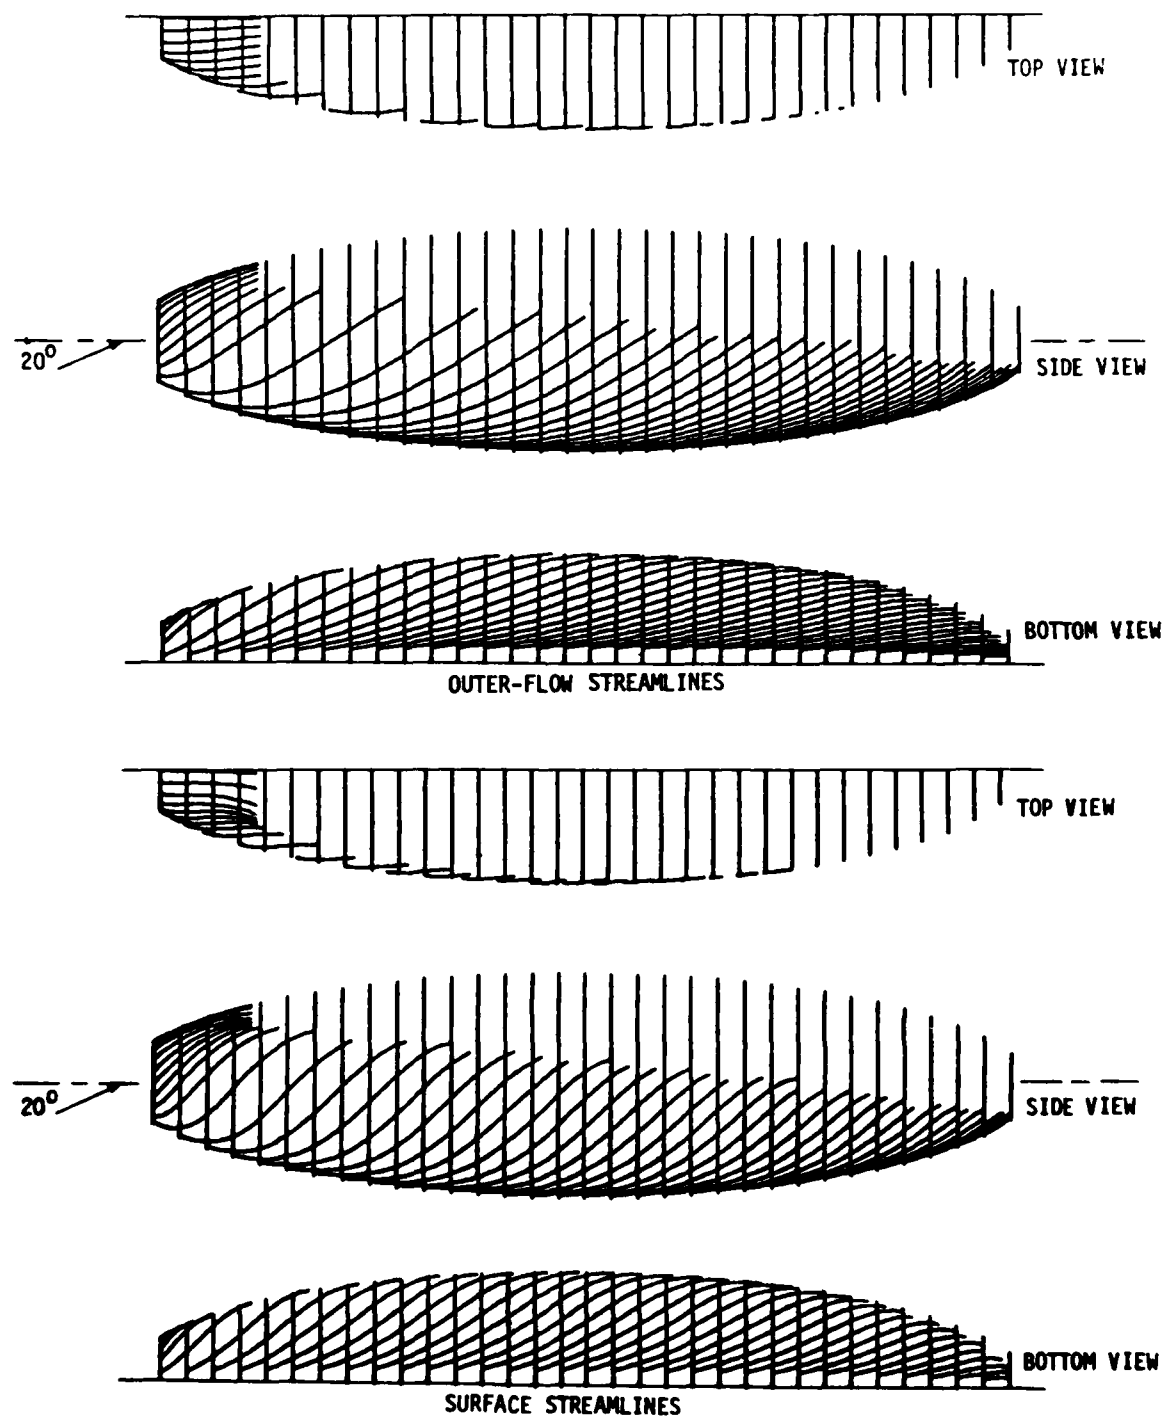 TOP VIEW
20°
SIDE VIEW
BOTTOM VIEW
OUTER-FLOW STREAMLINES
TOP VIEW
20°
SIDE VIEW
BOTTOM VIEW
SURFACE STREAMLINES